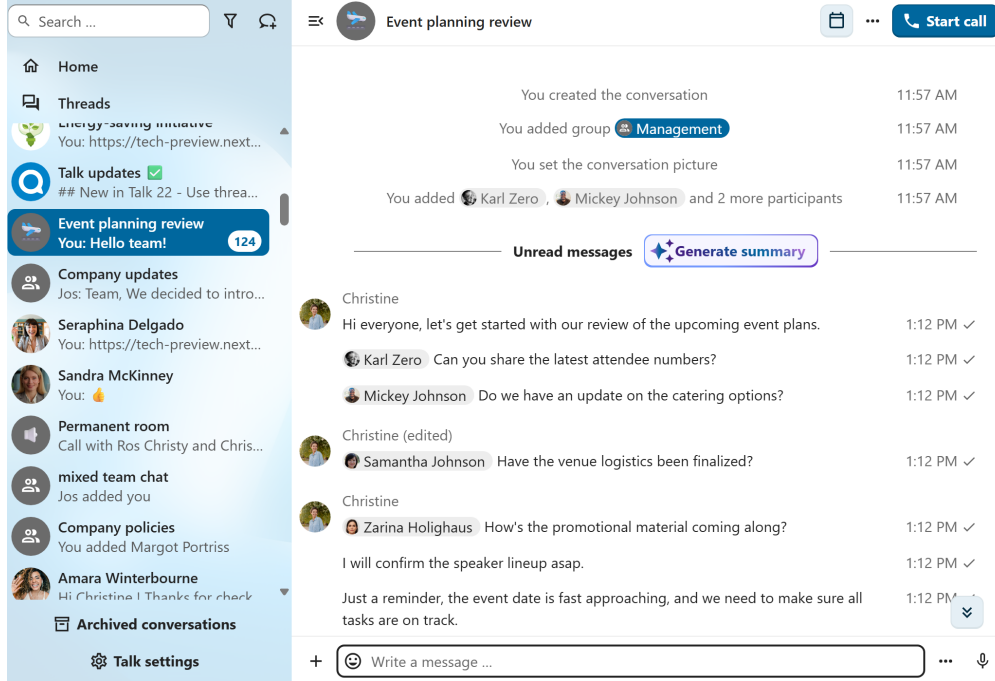 Search ...
Home
Threads
Energy-saving initiative
You: https://tech-preview.next...
Talk updates ✅
## New in Talk 22 - Use threa...
Event planning review
You: Hello team!
124
Company updates
Jos: Team, We decided to intro...
Seraphina Delgado
You: https://tech-preview.next...
Sandra McKinney
You: 👍
Permanent room
Call with Ros Christy and Chris...
mixed team chat
Jos added you
Company policies
You added Margot Portriss
Amara Winterbourne
Hi Christine ! Thanks for check
Archived conversations
Talk settings
Event planning review
Start call
You created the conversation 11:57 AM
You added group Management 11:57 AM
You set the conversation picture 11:57 AM
You added Karl Zero , Mickey Johnson and 2 more participants 11:57 AM
Unread messages Generate summary
Christine
Hi everyone, let's get started with our review of the upcoming event plans. 1:12 PM
Karl Zero Can you share the latest attendee numbers? 1:12 PM
Mickey Johnson Do we have an update on the catering options? 1:12 PM
Christine (edited)
Samantha Johnson Have the venue logistics been finalized? 1:12 PM
Christine
Zarina Holighaus How's the promotional material coming along? 1:12 PM
I will confirm the speaker lineup asap. 1:12 PM
Just a reminder, the event date is fast approaching, and we need to make sure all 1:12 PM
tasks are on track.
Write a message ...